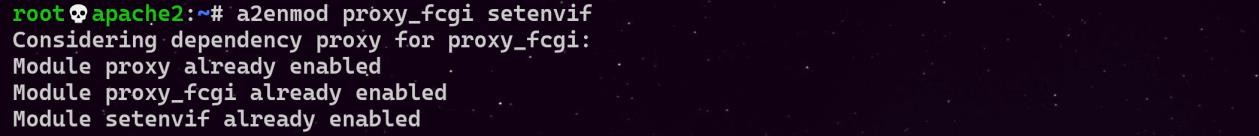 root💀apache2:~# a2enmod proxy_fcgi setenvif
Considering dependency proxy for proxy_fcgi:
Module proxy already enabled
Module proxy_fcgi already enabled
Module setenvif already enabled